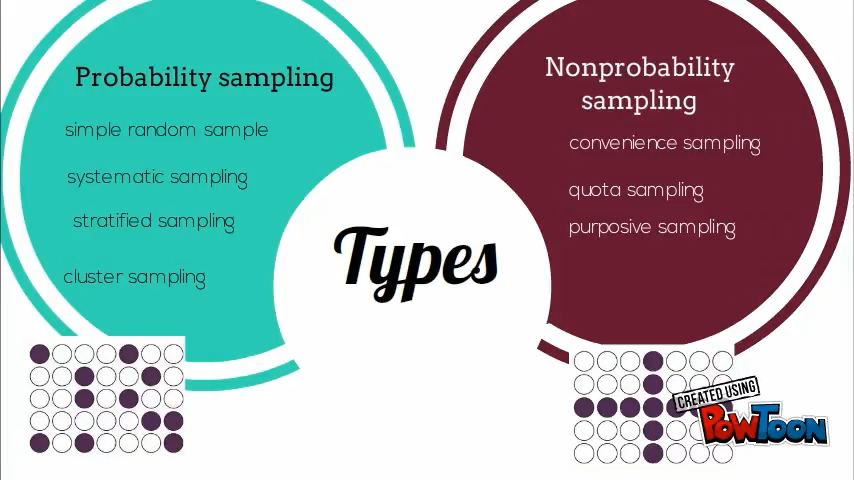 Probability sampling
simple random sample
systematic sampling
stratified sampling
cluster sampling
Types
Nonprobability
sampling
convenience sampling
quota sampling
purposive sampling
CREATED USING
POWTOON